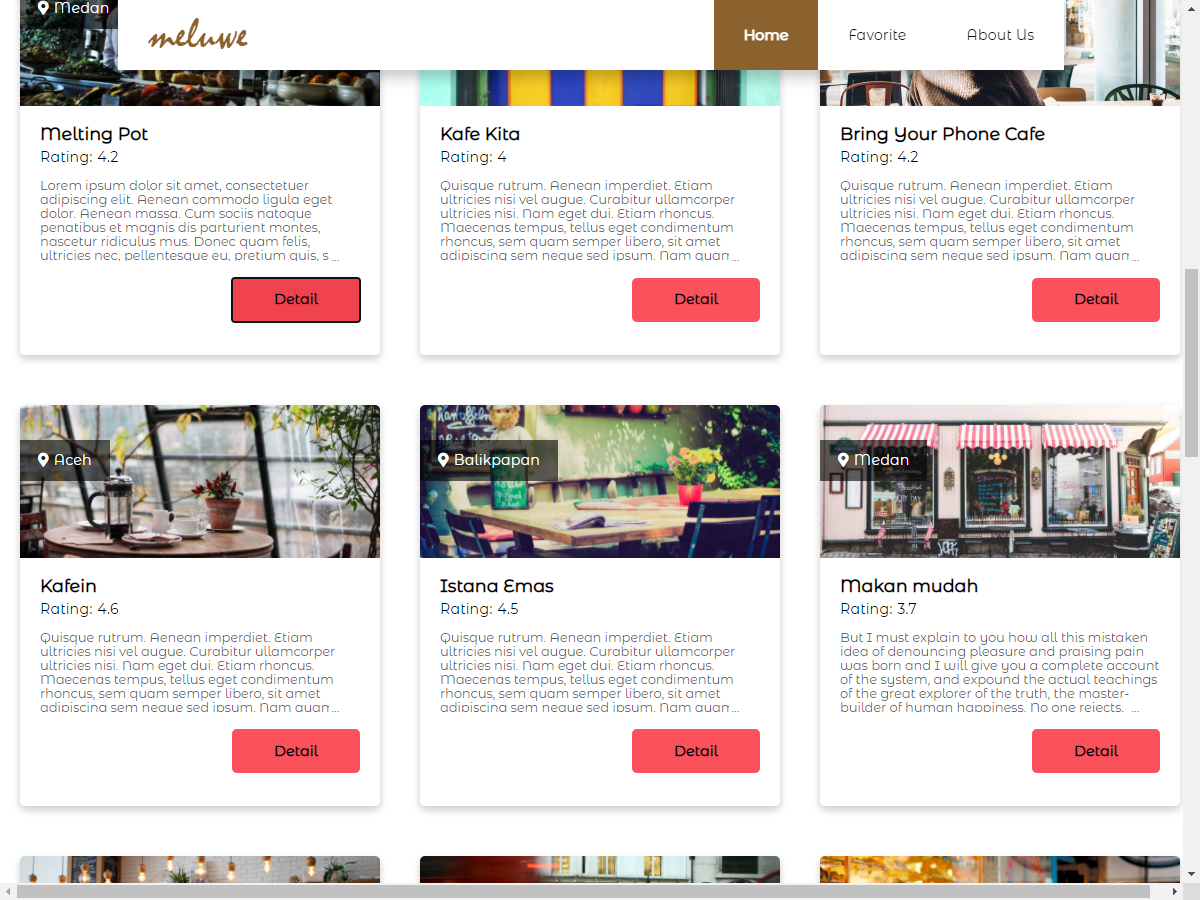 Medan
meluwe
Home
Favorite
About Us
Melting Pot
Rating: 4.2
Lorem ipsum dolor sit amet, consectetuer
adipiscing elit. Aenean commodo ligula eget
dolor. Aenean massa. Cum sociis natoque
penatibus et magnis dis parturient montes,
nascetur ridiculus mus. Donec quam felis,
ultricies nec, pellentesque eu, pretium quis, s ...
Detail
Kafe Kita
Rating: 4
Quisque rutrum. Aenean imperdiet. Etiam
ultricies nisi vel augue. Curabitur ullamcorper
ultricies nisi. Nam eget dui. Etiam rhoncus.
Maecenas tempus, tellus eget condimentum
rhoncus, sem quam semper libero, sit amet
adipiscing sem neque sed ipsum. Nam quan ...
Detail
Bring Your Phone Cafe
Rating: 4.2
Quisque rutrum. Aenean imperdiet. Etiam
ultricies nisi vel augue. Curabitur ullamcorper
ultricies nisi. Nam eget dui. Etiam rhoncus.
Maecenas tempus, tellus eget condimentum
rhoncus, sem quam semper libero, sit amet
adipiscing sem neque sed ipsum. Nam quan ...
Detail
Aceh
Kafein
Rating: 4.6
Quisque rutrum. Aenean imperdiet. Etiam
ultricies nisi vel augue. Curabitur ullamcorper
ultricies nisi. Nam eget dui. Etiam rhoncus.
Maecenas tempus, tellus eget condimentum
rhoncus, sem quam semper libero, sit amet
adipiscing sem neque sed ipsum. Nam quan ...
Detail
Kartoffeln
Balikpapan
Istana Emas
Rating: 4.5
Quisque rutrum. Aenean imperdiet. Etiam
ultricies nisi vel augue. Curabitur ullamcorper
ultricies nisi. Nam eget dui. Etiam rhoncus.
Maecenas tempus, tellus eget condimentum
rhoncus, sem quam semper libero, sit amet
adipiscing sem neque sed ipsum. Nam quan ...
Detail
Medan
Makan mudah
Rating: 3.7
But I must explain to you how all this mistaken
idea of denouncing pleasure and praising pain
was born and I will give you a complete account
of the system, and expound the actual teachings
of the great explorer of the truth, the master-
builder of human happiness. No one rejects, ...
Detail